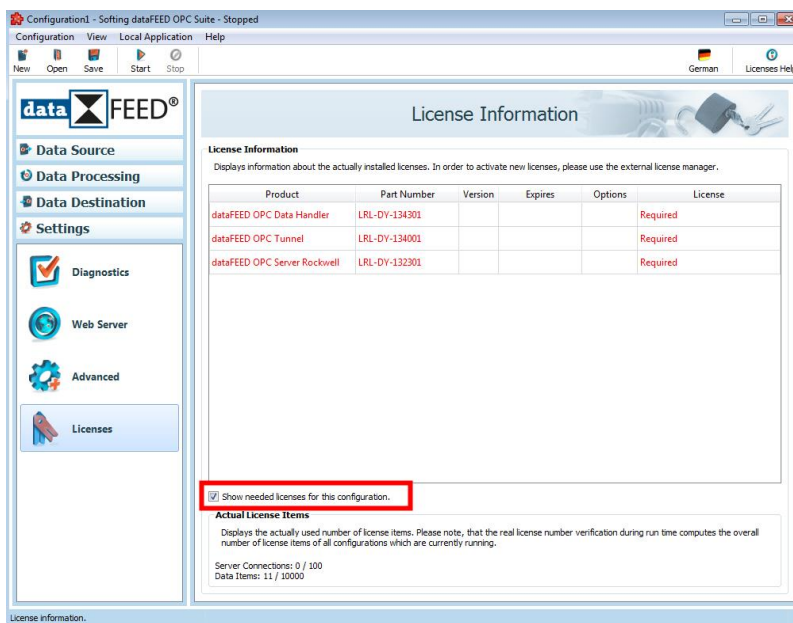 Configuration1 - Softing dataFEED OPC Suite - Stopped
Configuration View Local Application Help
New Open Save Start Stop German Licenses Hel
data FEED®
License Information
Data Source
Data Processing
Data Destination
Settings
Diagnostics
Web Server
Advanced
Licenses
License Information
Displays information about the actually installed licenses. In order to activate new licenses, please use the external license manager.
Product Part Number Version Expires Options License
dataFEED OPC Data Handler LRL-DY-134301 Required
dataFEED OPC Tunnel LRL-DY-134001 Required
dataFEED OPC Server Rockwell LRL-DY-132301 Required
Show needed licenses for this configuration.
Actual License Items
Displays the actually used number of license items. Please note, that the real license number verification during run time computes the overall
number of license items of all configurations which are currently running.
Server Connections: 0 / 100
Data Items: 11 / 10000
License information.